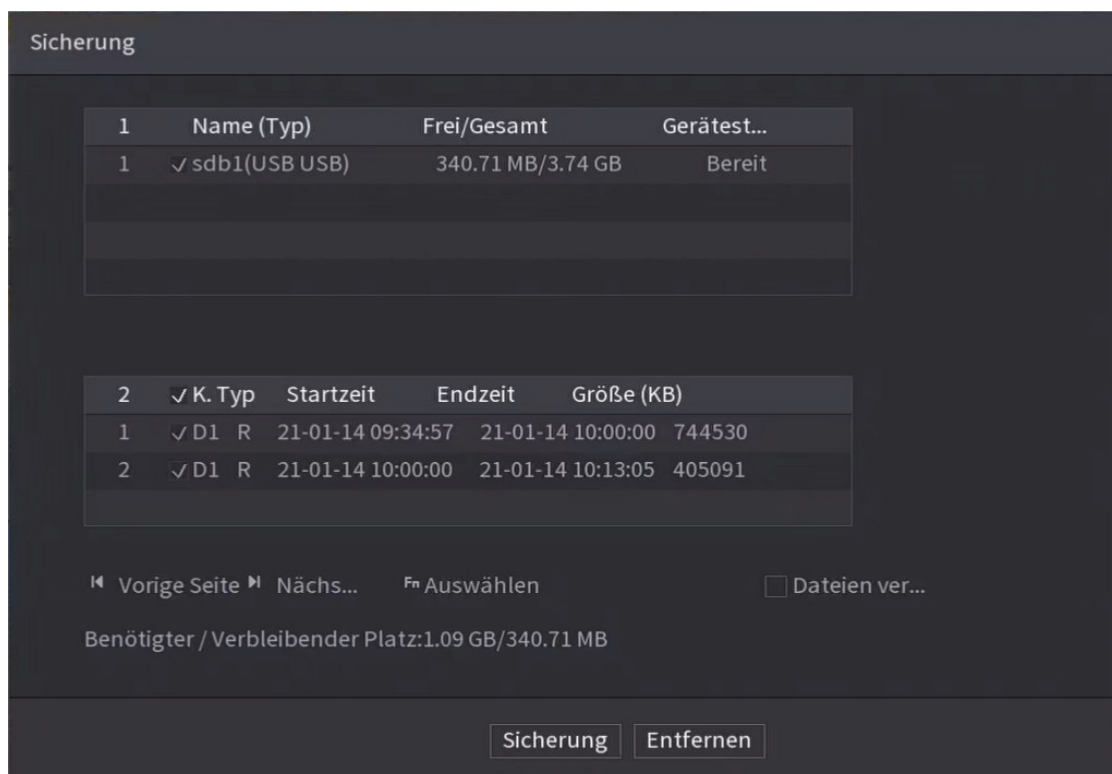 Sicherung
1 Name (Typ) Frei/Gesamt Gerätest...
1 sdb1(USB USB) 340.71 MB/3.74 GB Bereit
2 K. Typ Startzeit Endzeit Größe (KB)
1 D1 R 21-01-14 09:34:57 21-01-14 10:00:00 744530
2 D1 R 21-01-14 10:00:00 21-01-14 10:13:05 405091
Vorige Seite Nächs... Fn Auswählen Dateien ver...
Benötigter / Verbleibender Platz:1.09 GB/340.71 MB
Sicherung Entfernen